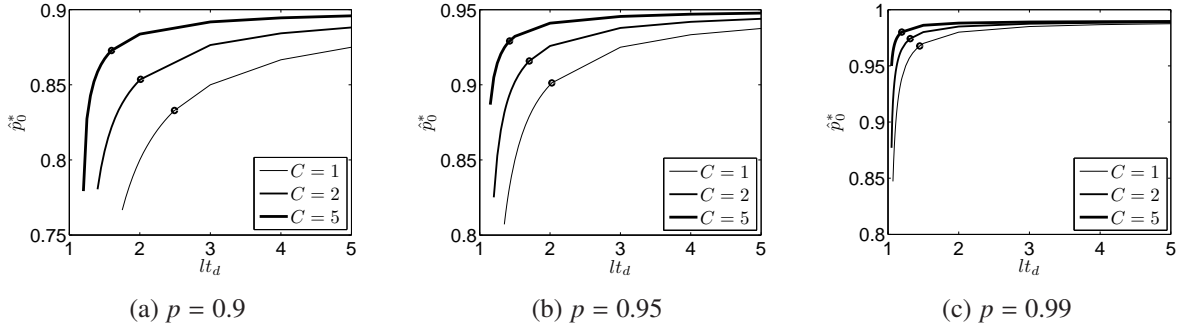 0.9
0.85
0.8
0.75
p̂₀*
1 2 3 4 5
lt_d
C = 1
C = 2
C = 5
(a) p = 0.9
0.95
0.9
0.85
0.8
p̂₀*
1 2 3 4 5
lt_d
C = 1
C = 2
C = 5
(b) p = 0.95
1
0.95
0.9
0.85
0.8
p̂₀*
1 2 3 4 5
lt_d
C = 1
C = 2
C = 5
(c) p = 0.99